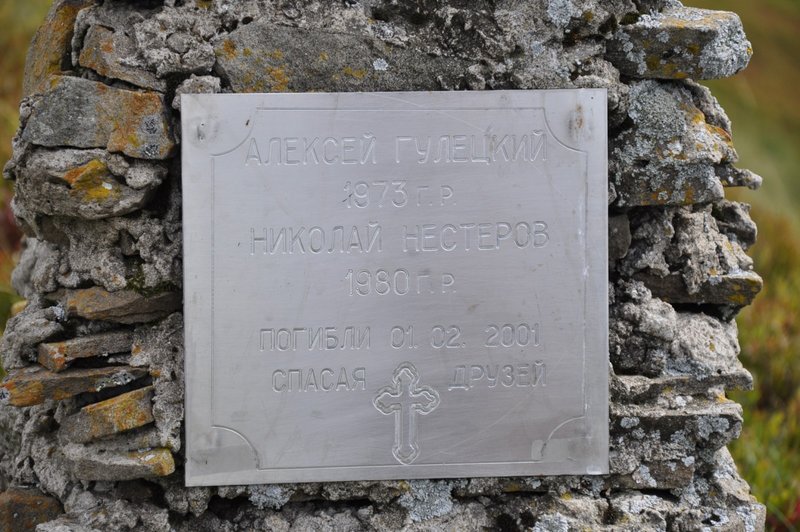 АЛЕКСЕЙ ГУЛЕЦКИЙ
1973 Г.Р.
НИКОЛАЙ НЕСТЕРОВ
1980 Г.Р.
ПОГИБЛИ 01.02. 2001
СПАСАЯ ДРУЗЕЙ